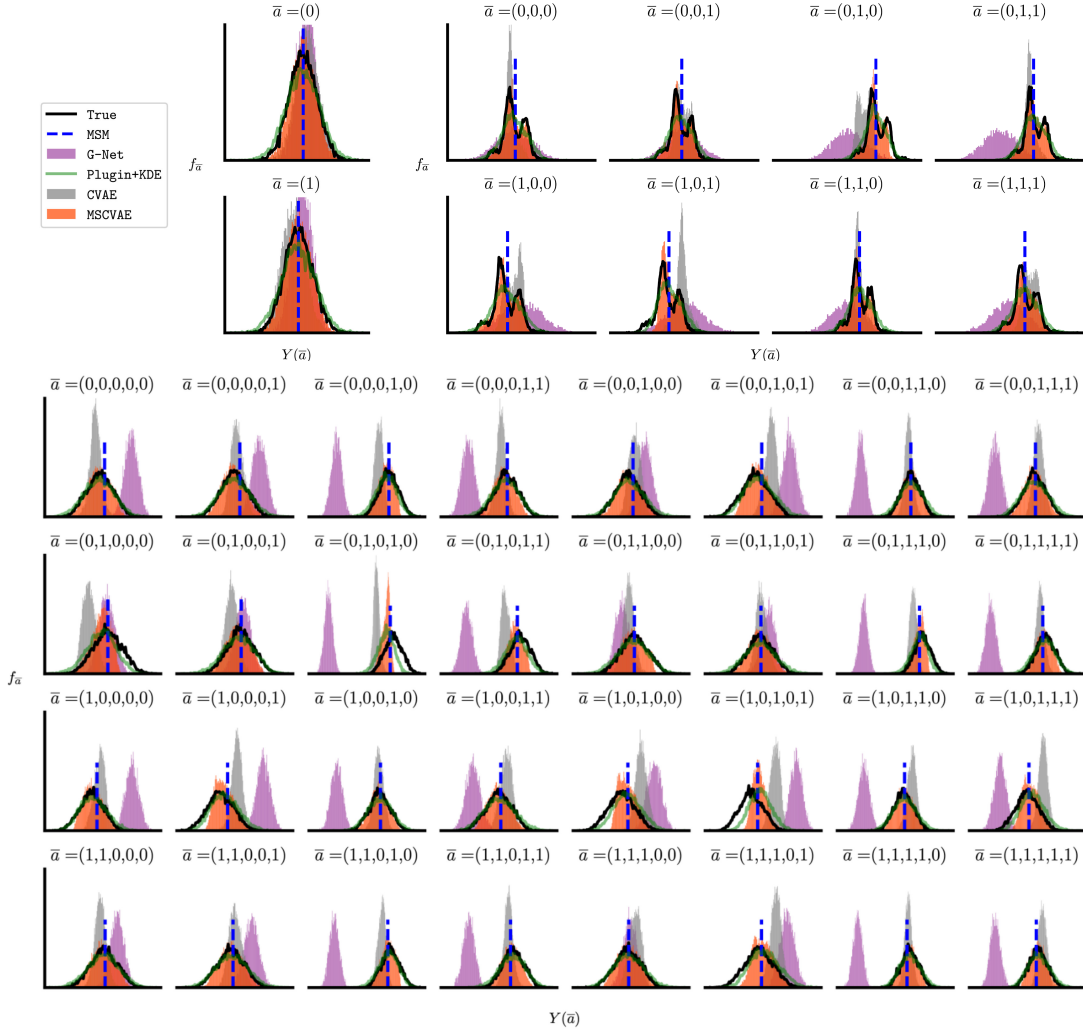 a̅ =(0)
a̅ =(0,0,0) a̅ =(0,0,1) a̅ =(0,1,0) a̅ =(0,1,1)
True
MSM
G-Net
Plugin+KDE
CVAE
MSCVAE
f_a̅ f_a̅
a̅ =(1)
a̅ =(1,0,0) a̅ =(1,0,1) a̅ =(1,1,0) a̅ =(1,1,1)
Y(a̅) Y(a̅)
a̅ =(0,0,0,0,0) a̅ =(0,0,0,0,1) a̅ =(0,0,0,1,0) a̅ =(0,0,0,1,1) a̅ =(0,0,1,0,0) a̅ =(0,0,1,0,1) a̅ =(0,0,1,1,0) a̅ =(0,0,1,1,1)
a̅ =(0,1,0,0,0) a̅ =(0,1,0,0,1) a̅ =(0,1,0,1,0) a̅ =(0,1,0,1,1) a̅ =(0,1,1,0,0) a̅ =(0,1,1,0,1) a̅ =(0,1,1,1,0) a̅ =(0,1,1,1,1)
f_a̅
a̅ =(1,0,0,0,0) a̅ =(1,0,0,0,1) a̅ =(1,0,0,1,0) a̅ =(1,0,0,1,1) a̅ =(1,0,1,0,0) a̅ =(1,0,1,0,1) a̅ =(1,0,1,1,0) a̅ =(1,0,1,1,1)
a̅ =(1,1,0,0,0) a̅ =(1,1,0,0,1) a̅ =(1,1,0,1,0) a̅ =(1,1,0,1,1) a̅ =(1,1,1,0,0) a̅ =(1,1,1,0,1) a̅ =(1,1,1,1,0) a̅ =(1,1,1,1,1)
Y(a̅)